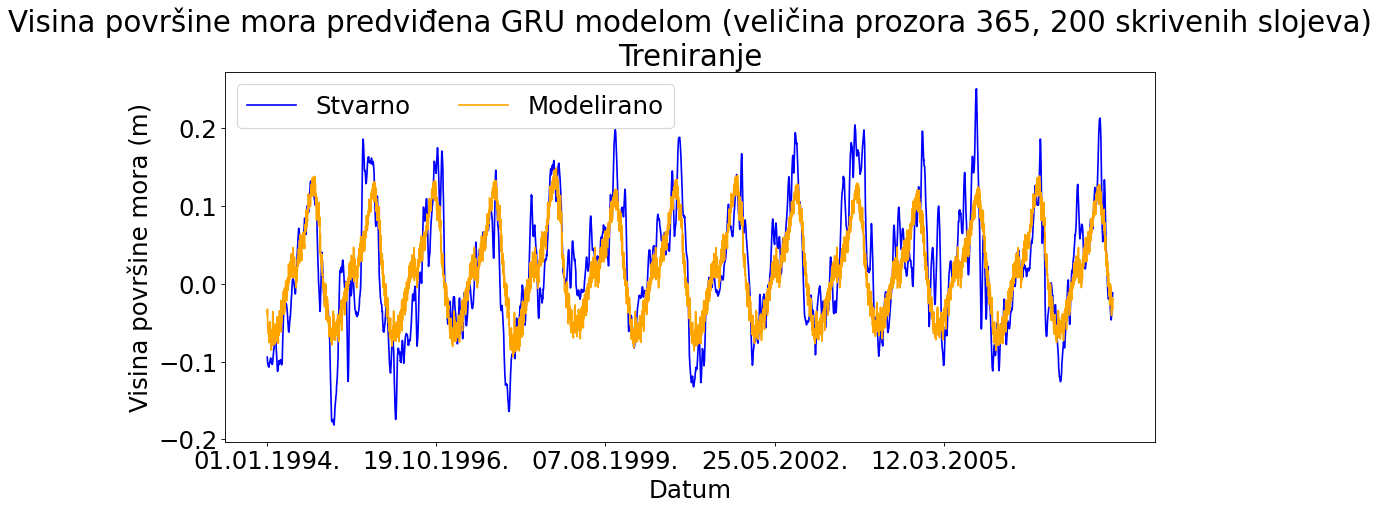 Visina površine mora predviđena GRU modelom (veličina prozora 365, 200 skrivenih slojeva)
Treniranje
Stvarno
Modelirano
Visina površine mora (m)
0.2
0.1
0.0
−0.1
−0.2
01.01.1994.
19.10.1996.
07.08.1999.
25.05.2002.
12.03.2005.
Datum